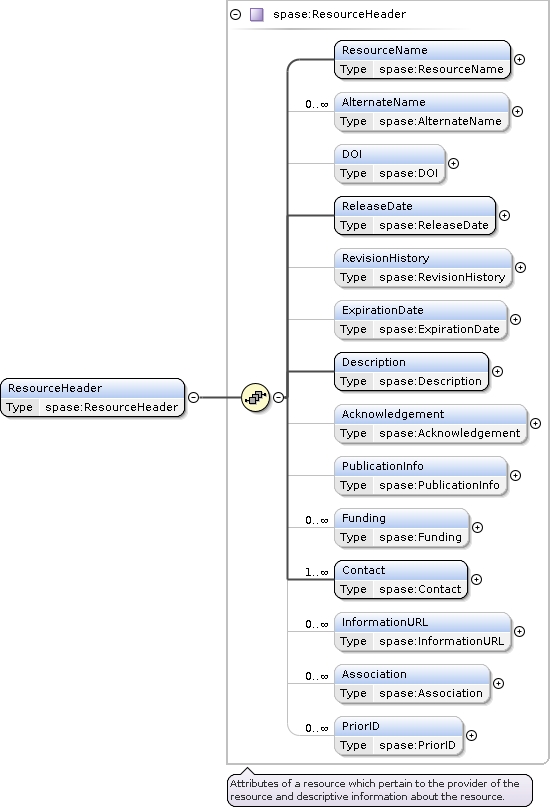 spase:ResourceHeader
ResourceName
Type spase:ResourceName
0..∞
AlternateName
Type spase:AlternateName
DOI
Type spase:DOI
ReleaseDate
Type spase:ReleaseDate
RevisionHistory
Type spase:RevisionHistory
ExpirationDate
Type spase:ExpirationDate
Description
Type spase:Description
ResourceHeader
Type spase:ResourceHeader
Acknowledgement
Type spase:Acknowledgement
PublicationInfo
Type spase:PublicationInfo
0..∞
Funding
Type spase:Funding
1..∞
Contact
Type spase:Contact
0..∞
InformationURL
Type spase:InformationURL
0..∞
Association
Type spase:Association
0..∞
PriorID
Type spase:PriorID
Attributes of a resource which pertain to the provider of the
resource and descriptive information about the resource.